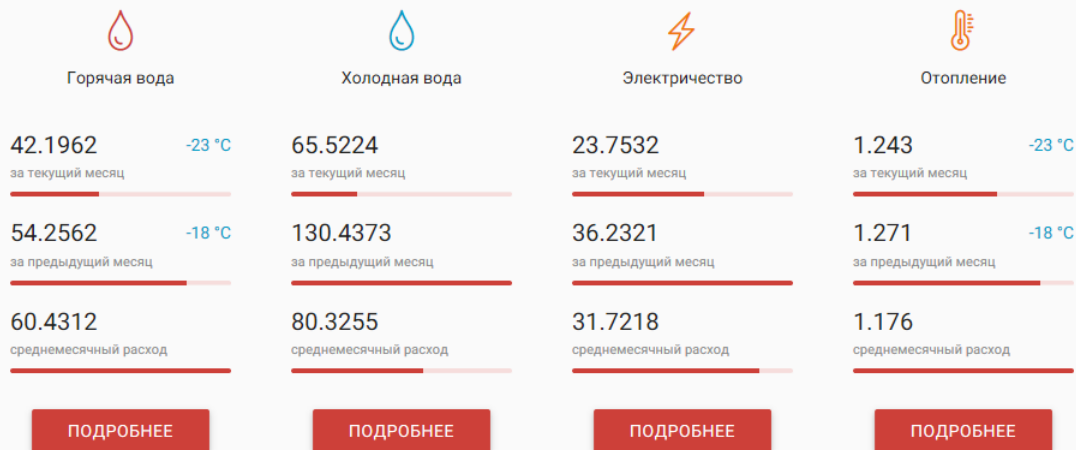 Горячая вода
42.1962 -23 °C
за текущий месяц
54.2562 -18 °C
за предыдущий месяц
60.4312
среднемесячный расход
ПОДРОБНЕЕ
Холодная вода
65.5224
за текущий месяц
130.4373
за предыдущий месяц
80.3255
среднемесячный расход
ПОДРОБНЕЕ
Электричество
23.7532
за текущий месяц
36.2321
за предыдущий месяц
31.7218
среднемесячный расход
ПОДРОБНЕЕ
Отопление
1.243 -23 °C
за текущий месяц
1.271 -18 °C
за предыдущий месяц
1.176
среднемесячный расход
ПОДРОБНЕЕ